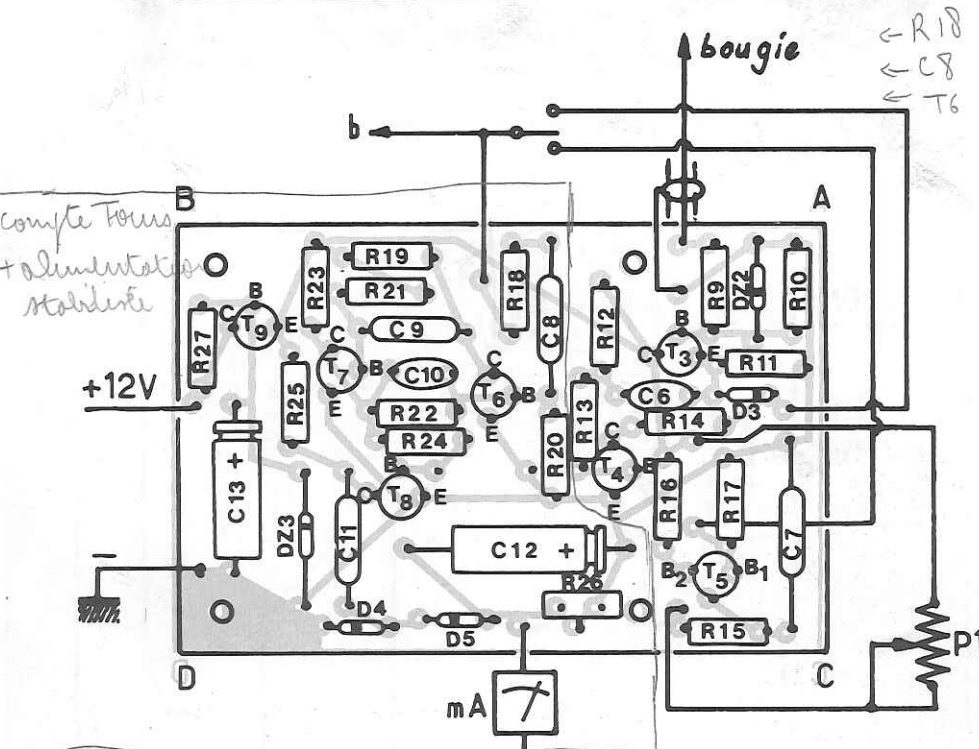 bougie
← R18
← C8
← T6
b
B
A
compte Tours
+ alimentation
stabilisée
R23
R19
R21
R18
C8
R12
R9
DZ2
R10
R27
C
B
T9
E
C9
C
T7
B
E
C10
C
T6
B
E
B
C
T3
E
R11
+12V
R25
R22
R24
R20
R13
C6
D3
R14
C
T4
B
E
C13 +
B
C
T8
E
DZ3
C11
R16
R17
C7
C12 +
B2
T5
B1
−
R26
D4
D5
R15
P1
D
C
mA